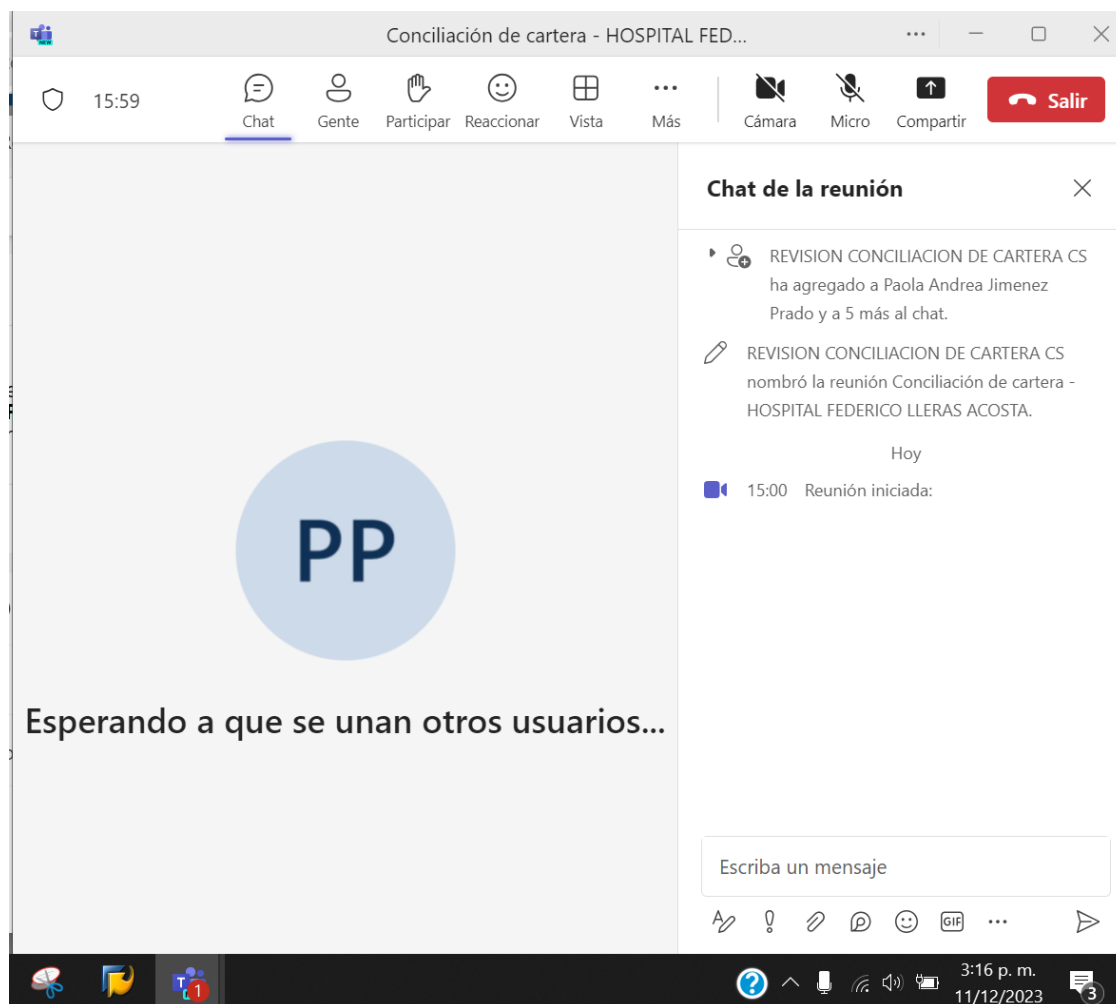 NEW
Conciliación de cartera - HOSPITAL FED...
15:59
Chat
Gente
Participar
Reaccionar
Vista
Más
Cámara
Micro
Compartir
Salir
Chat de la reunión
REVISION CONCILIACION DE CARTERA CS
ha agregado a Paola Andrea Jimenez
Prado y a 5 más al chat.
REVISION CONCILIACION DE CARTERA CS
nombró la reunión Conciliación de cartera -
HOSPITAL FEDERICO LLERAS ACOSTA.
Hoy
15:00 Reunión iniciada:
PP
Esperando a que se unan otros usuarios...
Escriba un mensaje
GIF
1
3:16 p. m.
11/12/2023
3